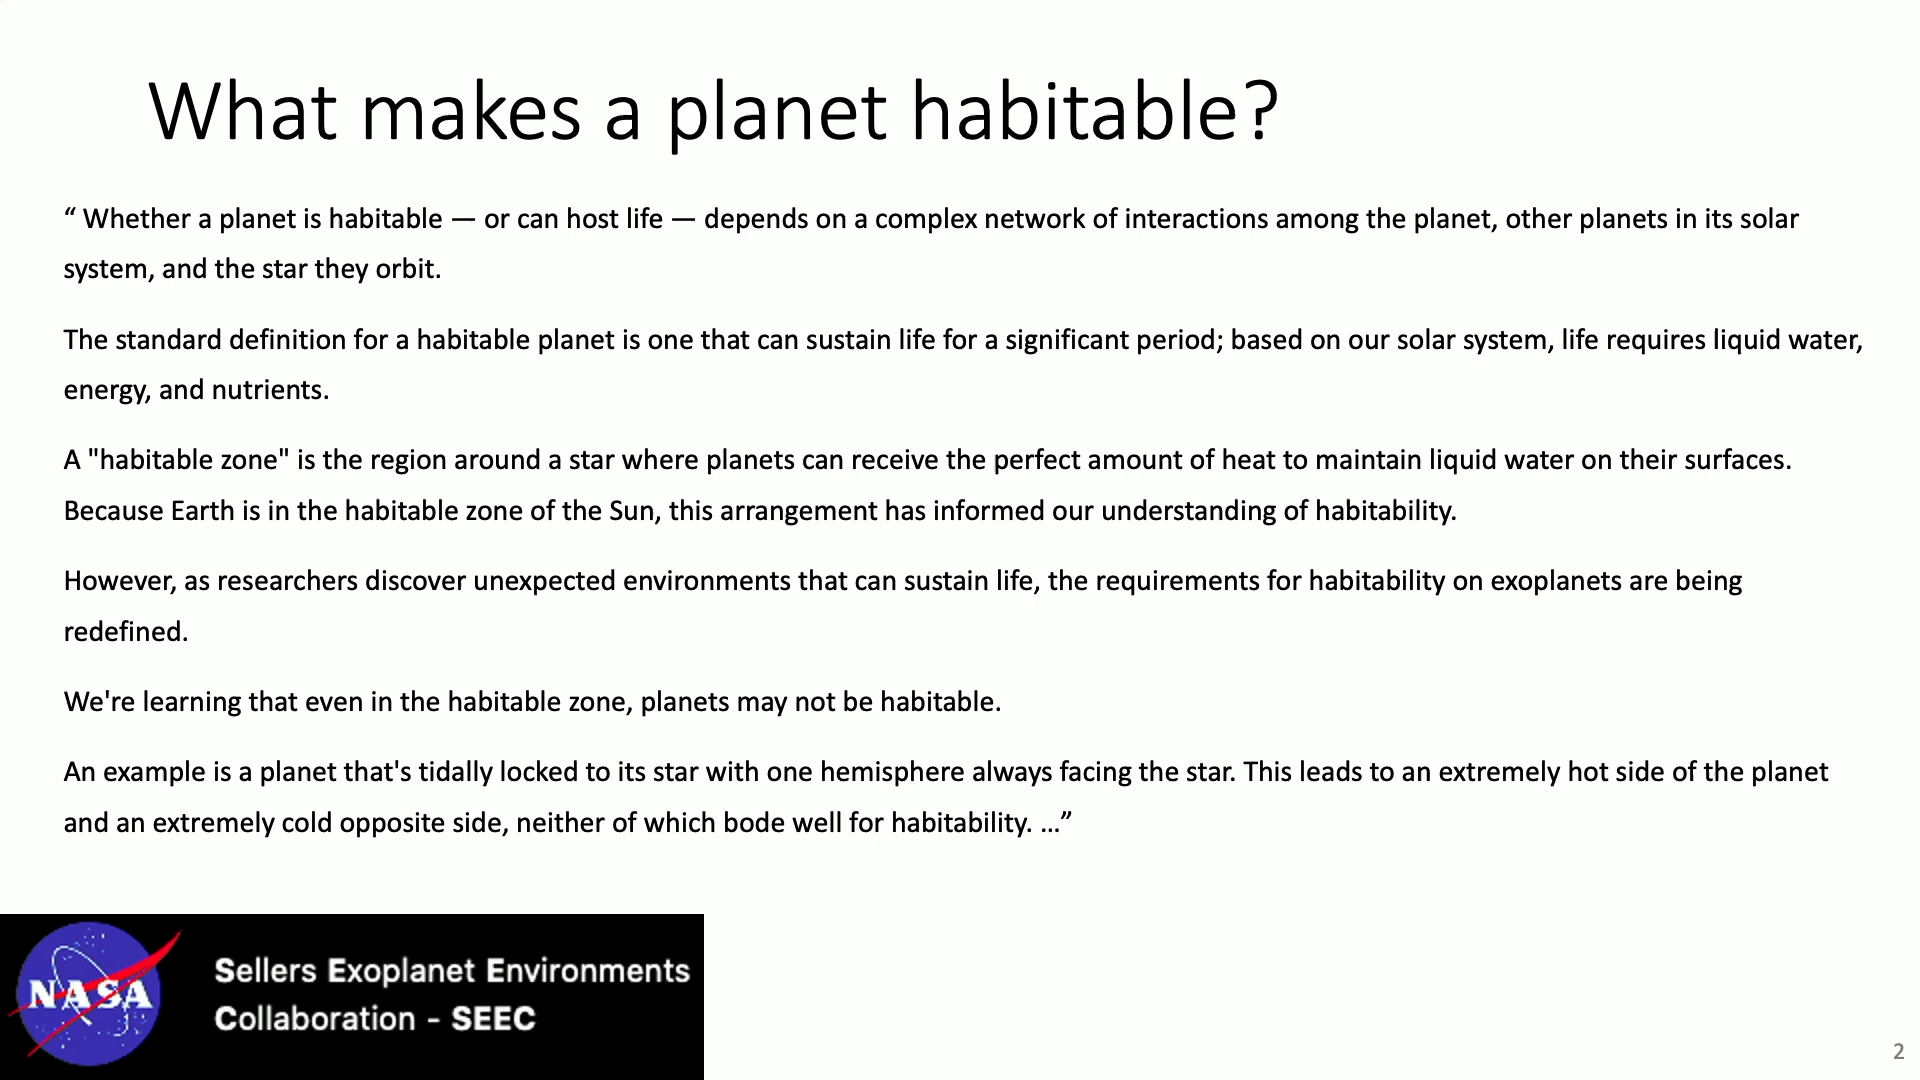 What makes a planet habitable?
“ Whether a planet is habitable — or can host life — depends on a complex network of interactions among the planet, other planets in its solar
system, and the star they orbit.
The standard definition for a habitable planet is one that can sustain life for a significant period; based on our solar system, life requires liquid water,
energy, and nutrients.
A "habitable zone" is the region around a star where planets can receive the perfect amount of heat to maintain liquid water on their surfaces.
Because Earth is in the habitable zone of the Sun, this arrangement has informed our understanding of habitability.
However, as researchers discover unexpected environments that can sustain life, the requirements for habitability on exoplanets are being
redefined.
We're learning that even in the habitable zone, planets may not be habitable.
An example is a planet that's tidally locked to its star with one hemisphere always facing the star. This leads to an extremely hot side of the planet
and an extremely cold opposite side, neither of which bode well for habitability. ...”
NASA
Sellers Exoplanet Environments
Collaboration - SEEC
2